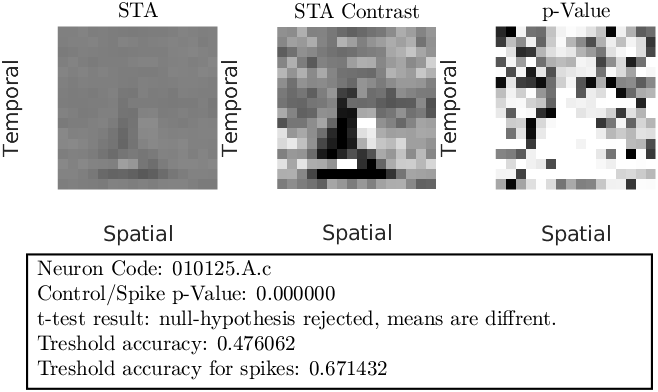 STA
STA Contrast
p-Value
Temporal
Temporal
Temporal
Spatial
Spatial
Spatial
Neuron Code: 010125.A.c
Control/Spike p-Value: 0.000000
t-test result: null-hypothesis rejected, means are diffrent.
Treshold accuracy: 0.476062
Treshold accuracy for spikes: 0.671432